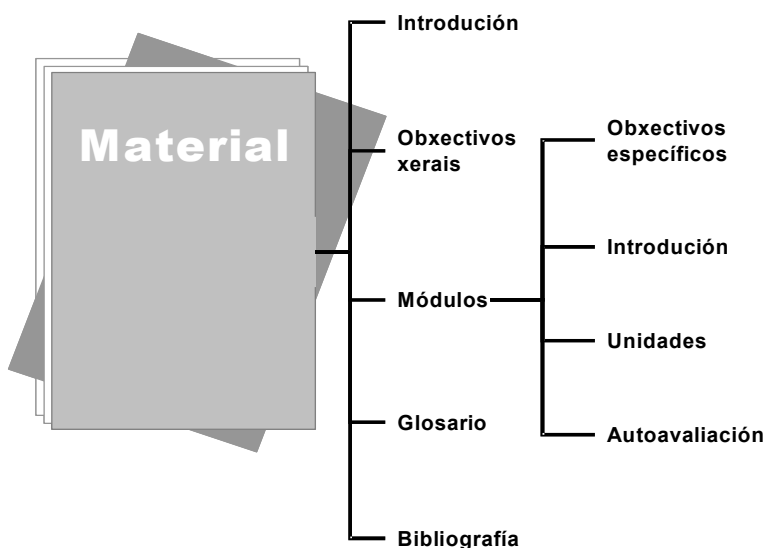 Material
Introdución
Obxectivos
xerais
Módulos
Glosario
Bibliografía
Obxectivos
específicos
Introdución
Unidades
Autoavaliación